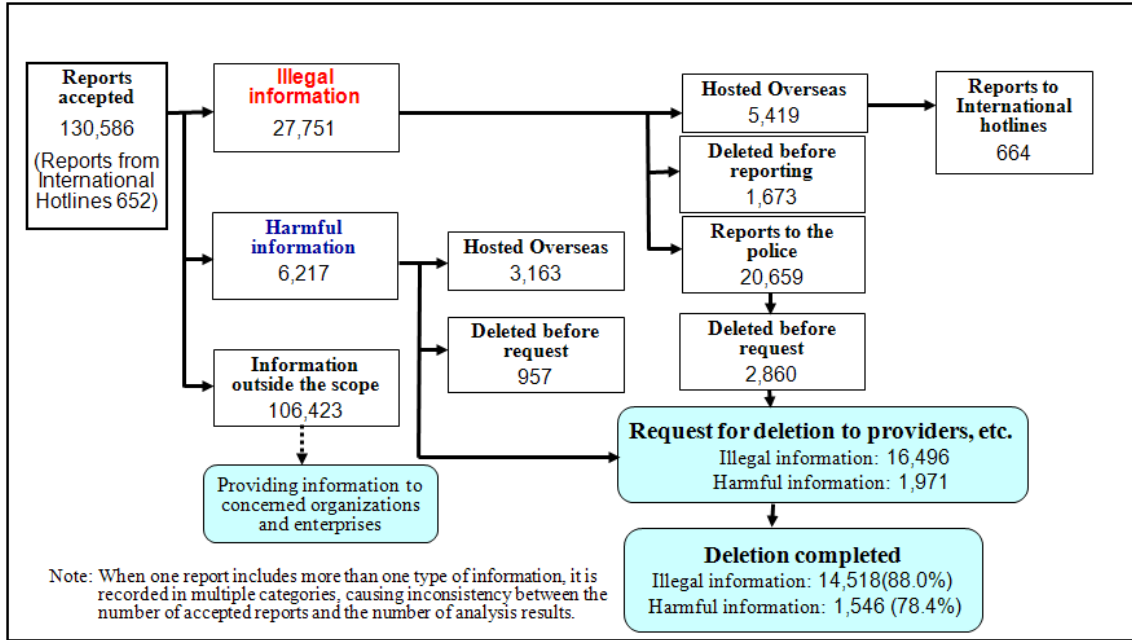 Reports
accepted
130,586
(Reports from
International
Hotlines 652)
Illegal
information
27,751
Harmful
information
6,217
Information
outside the scope
106,423
Providing information to
concerned organizations
and enterprises
Hosted Overseas
3,163
Deleted before
request
957
Hosted Overseas
5,419
Deleted before
reporting
1,673
Reports to the
police
20,659
Deleted before
request
2,860
Reports to
International
hotlines
664
Request for deletion to providers, etc.
Illegal information: 16,496
Harmful information: 1,971
Deletion completed
Illegal information: 14,518(88.0%)
Harmful information: 1,546 (78.4%)
Note: When one report includes more than one type of information, it is
recorded in multiple categories, causing inconsistency between the
number of accepted reports and the number of analysis results.